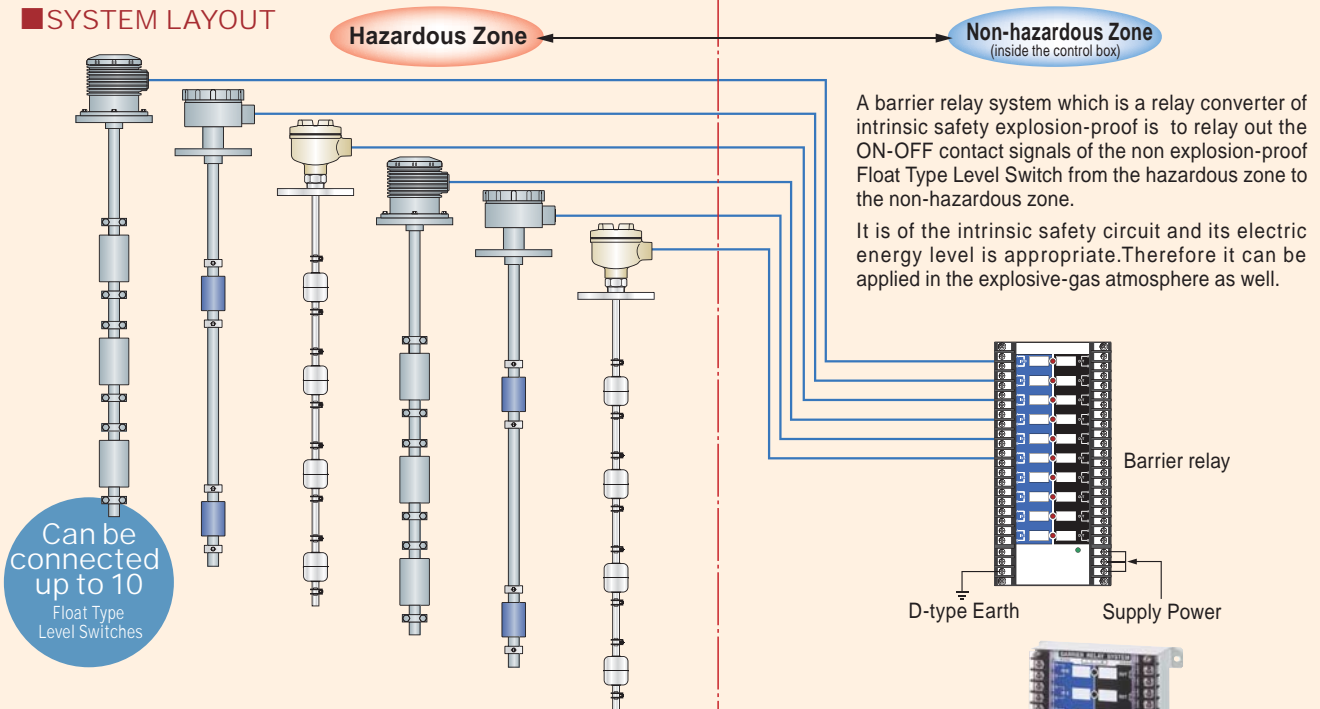 ■SYSTEM LAYOUT
Hazardous Zone
Non-hazardous Zone
(inside the control box)
A barrier relay system which is a relay converter of
intrinsic safety explosion-proof is to relay out the
ON-OFF contact signals of the non explosion-proof
Float Type Level Switch from the hazardous zone to
the non-hazardous zone.
It is of the intrinsic safety circuit and its electric
energy level is appropriate.Therefore it can be
applied in the explosive-gas atmosphere as well.
Barrier relay
D-type Earth
Supply Power
Can be
connected
up to 10
Float Type
Level Switches
BARRIER RELAY SYSTEM